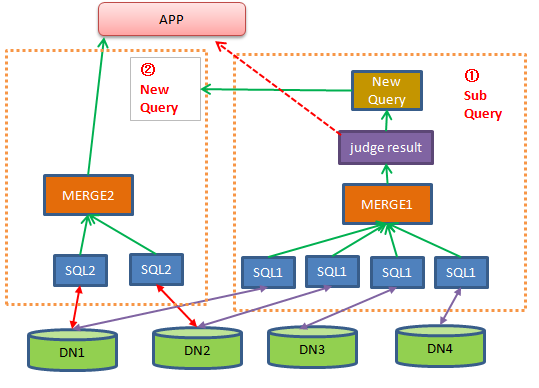 APP
②
New
Query
New
Query
①
Sub
Query
judge result
MERGE2
MERGE1
SQL2
SQL2
SQL1
SQL1
SQL1
SQL1
DN1
DN2
DN3
DN4